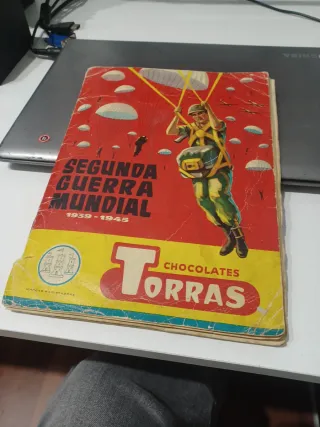 SEGUNDA
GUERRA
MUNDIAL
1939-1945
CHOCOLATES
TORRAS